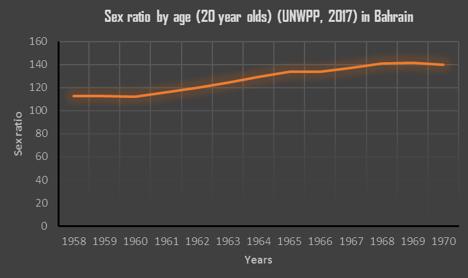 Sex ratio by age (20 year olds) (UNWPP, 2017) in Bahrain
160
140
120
100
80
60
40
20
0
Sex ratio
1958 1959 1960 1961 1962 1963 1964 1965 1966 1967 1968 1969 1970
Years